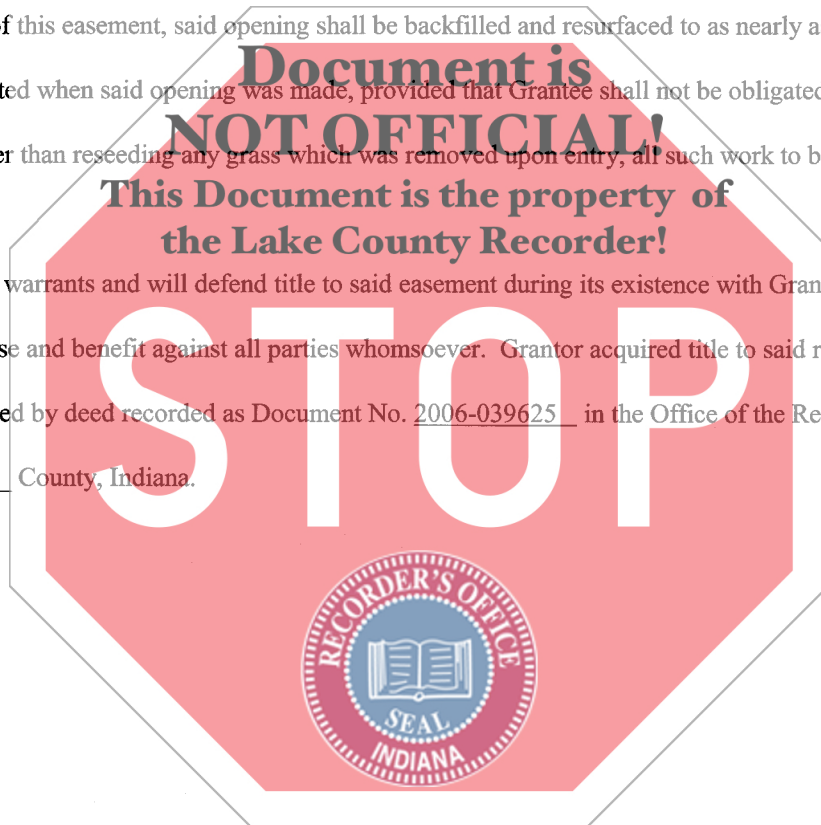 of this easement, said opening shall be backfilled and resurfaced to as nearly a
Document is
ted when said opening was made, provided that Grantee shall not be obligated
NOT OFFICIAL!
er than reseeding any grass which was removed upon entry, all such work to b
This Document is the property of
the Lake County Recorder!
warrants and will defend title to said easement during its existence with Gran
STOP
se and benefit against all parties whomsoever. Grantor acquired title to said r
ed by deed recorded as Document No. 2006-039625 in the Office of the Re
County, Indiana.
RECORDER'S OFFICE
SEAL
INDIANA